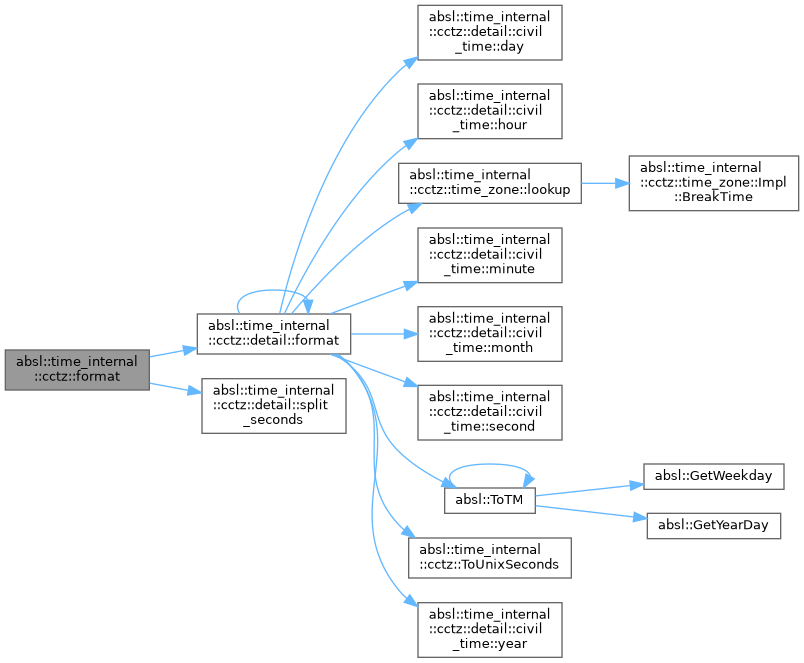 absl::time_internal
::cctz::detail::civil
_time::day
absl::time_internal
::cctz::detail::civil
_time::hour
absl::time_internal
::cctz::time_zone::lookup
absl::time_internal
::cctz::time_zone::Impl
::BreakTime
absl::time_internal
::cctz::detail::civil
_time::minute
absl::time_internal
::cctz::detail::format
absl::time_internal
::cctz::detail::civil
_time::month
absl::time_internal
::cctz::format
absl::time_internal
::cctz::detail::split
_seconds
absl::time_internal
::cctz::detail::civil
_time::second
absl::ToTM
absl::GetWeekday
absl::GetYearDay
absl::time_internal
::cctz::ToUnixSeconds
absl::time_internal
::cctz::detail::civil
_time::year